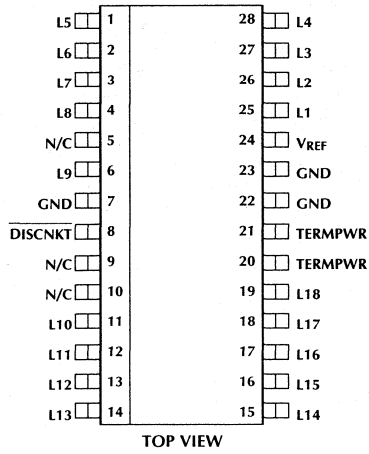 L5 1 28 L4
L6 2 27 L3
L7 3 26 L2
L8 4 25 L1
N/C 5 24 VREF
L9 6 23 GND
GND 7 22 GND
DISCNKT 8 21 TERMPWR
N/C 9 20 TERMPWR
N/C 10 19 L18
L10 11 18 L17
L11 12 17 L16
L12 13 16 L15
L13 14 15 L14
TOP VIEW